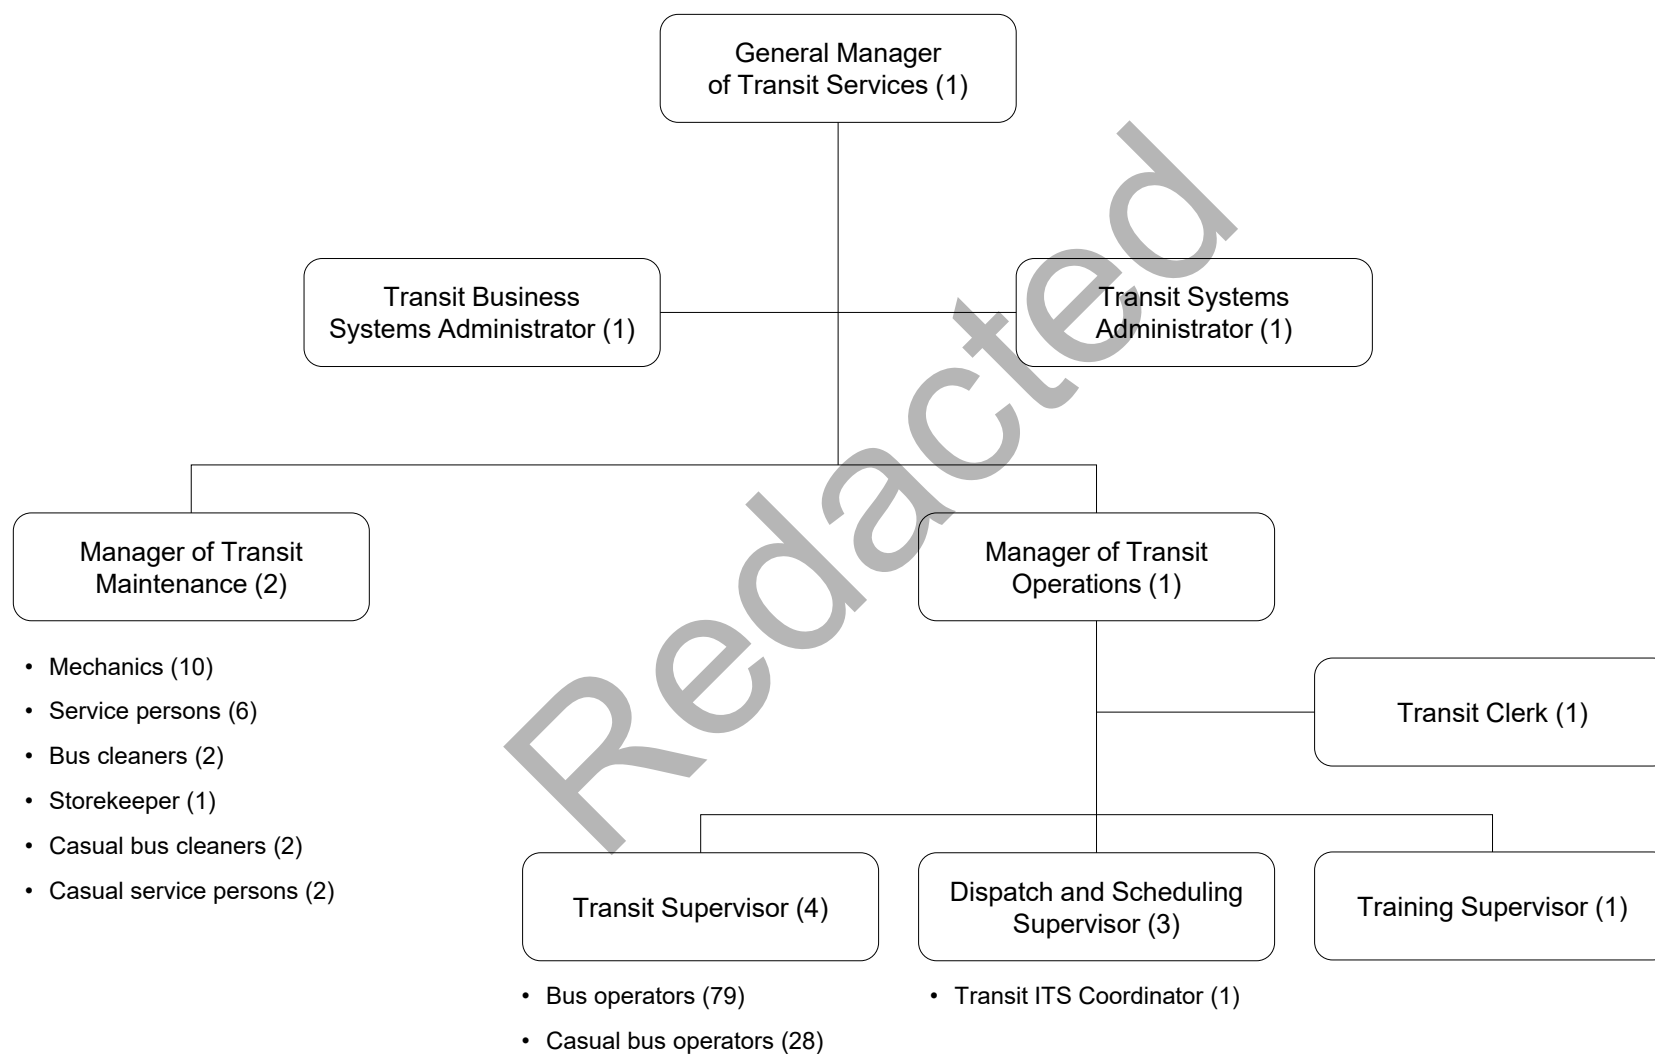 General Manager
of Transit Services (1)
Transit Business
Systems Administrator (1)
Transit Systems
Administrator (1)
Manager of Transit
Maintenance (2)
Manager of Transit
Operations (1)
• Mechanics (10)
• Service persons (6)
• Bus cleaners (2)
• Storekeeper (1)
• Casual bus cleaners (2)
• Casual service persons (2)
Transit Clerk (1)
Transit Supervisor (4)
Dispatch and Scheduling
Supervisor (3)
Training Supervisor (1)
• Bus operators (79)
• Casual bus operators (28)
• Transit ITS Coordinator (1)
Redacted